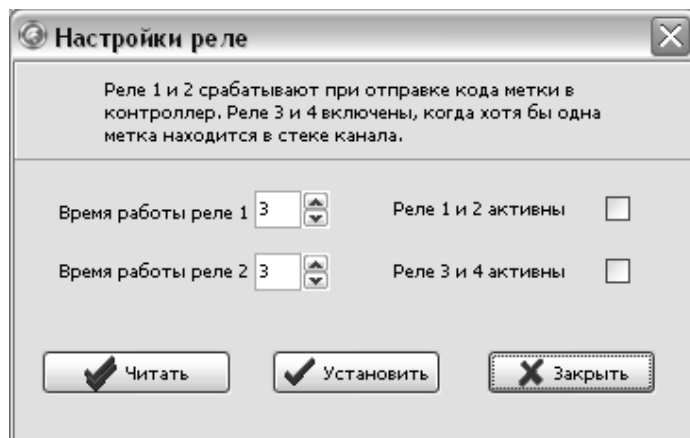 Настройки реле
Реле 1 и 2 срабатывают при отправке кода метки в
контроллер. Реле 3 и 4 включены, когда хотя бы одна
метка находится в стеке канала.
Время работы реле 1 3 Реле 1 и 2 активны
Время работы реле 2 3 Реле 3 и 4 активны
Читать Установить Закрыть